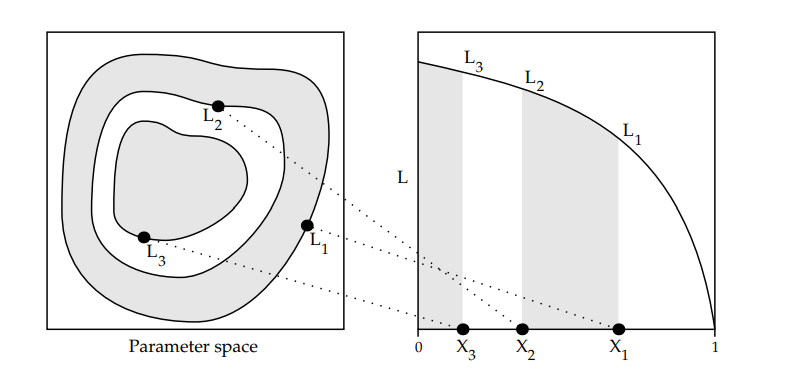 L₂
L₁
L₃
Parameter space
L₃
L₂
L₁
L
0
X₃
X₂
X₁
1